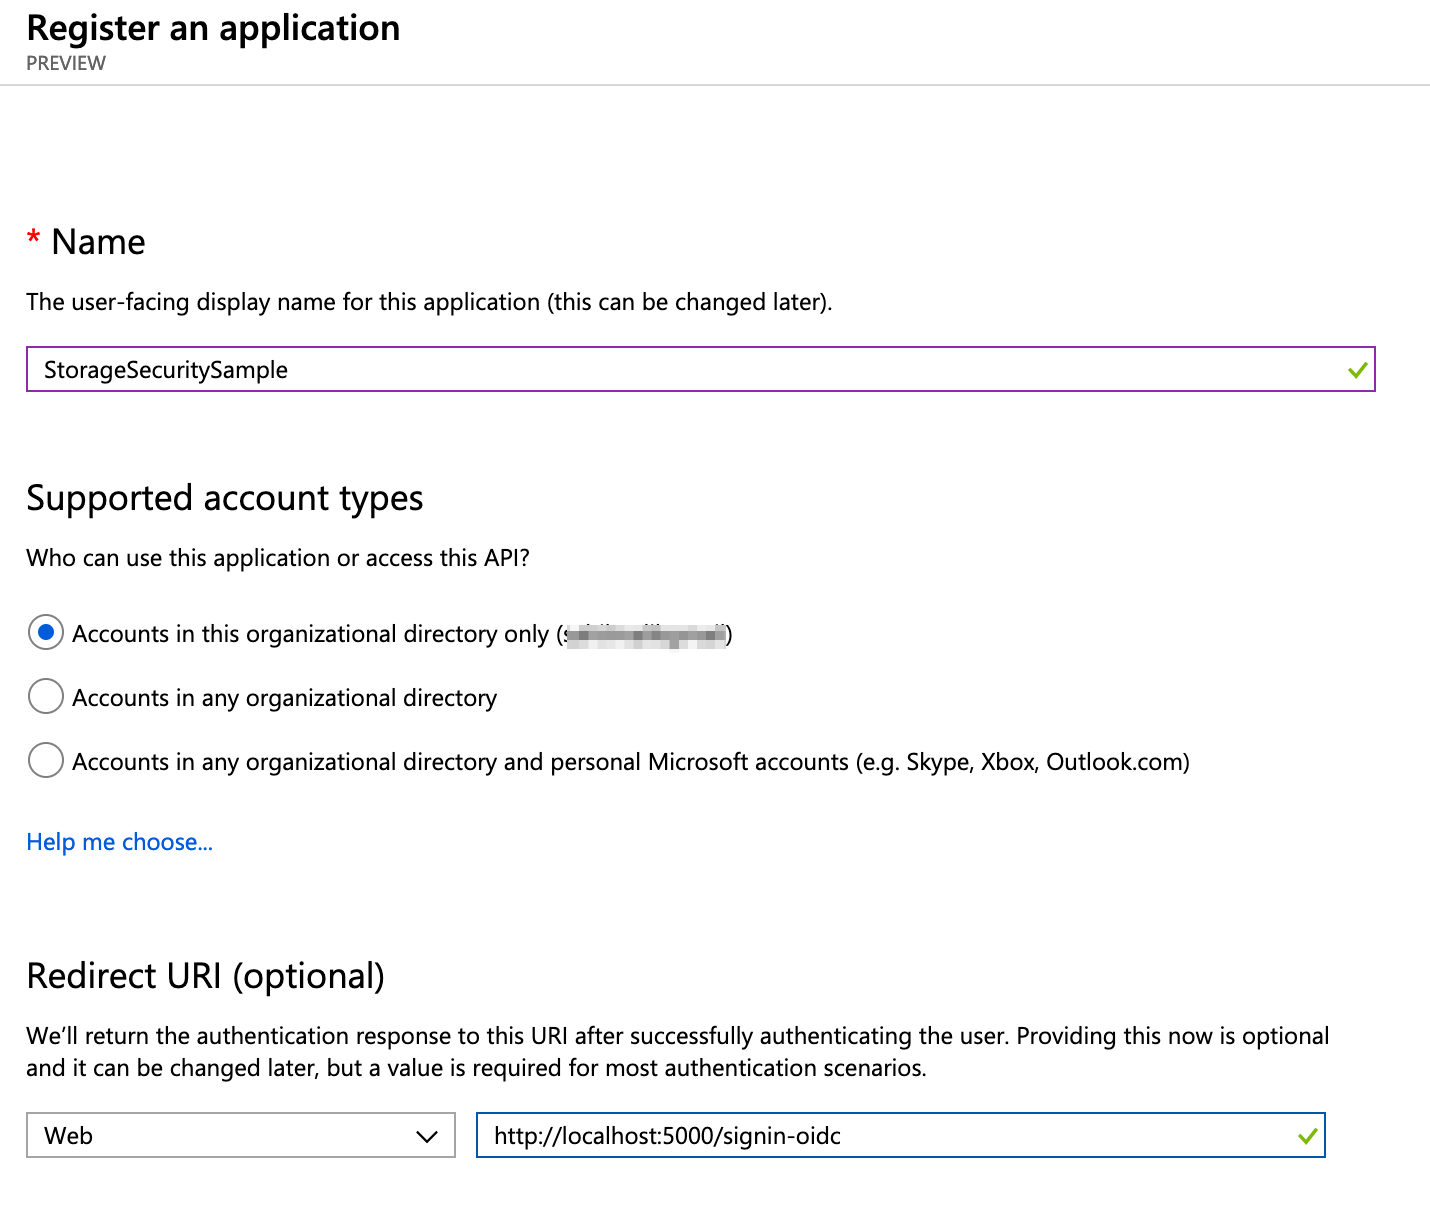 Register an application
PREVIEW
* Name
The user-facing display name for this application (this can be changed later).
StorageSecuritySample
Supported account types
Who can use this application or access this API?
Accounts in this organizational directory only ( )
Accounts in any organizational directory
Accounts in any organizational directory and personal Microsoft accounts (e.g. Skype, Xbox, Outlook.com)
Help me choose...
Redirect URI (optional)
We'll return the authentication response to this URI after successfully authenticating the user. Providing this now is optional
and it can be changed later, but a value is required for most authentication scenarios.
Web http://localhost:5000/signin-oidc